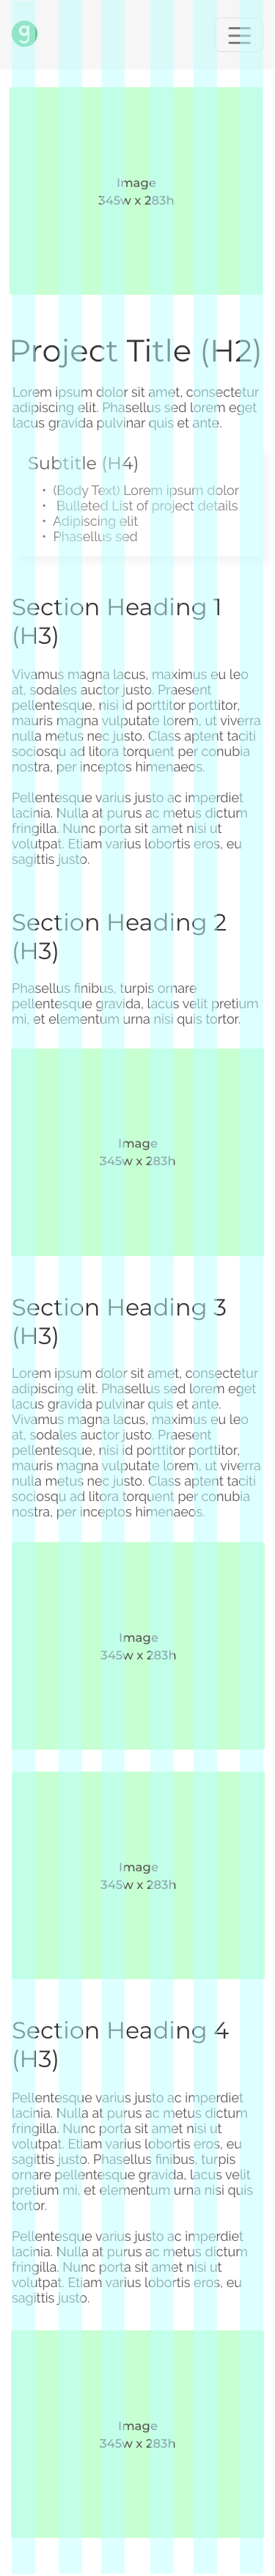 g
Image
345w x 283h
Project Title (H2)
Lorem ipsum dolor sit amet, consectetur
adipiscing elit. Phasellus sed lorem eget
lacus gravida pulvinar quis et ante.
Subtitle (H4)
• (Body Text) Lorem ipsum dolor
• Bulleted List of project details
• Adipiscing elit
• Phasellus sed
Section Heading 1
(H3)
Vivamus magna lacus, maximus eu leo
at, sodales auctor justo. Praesent
pellentesque, nisi id porttitor porttitor,
mauris magna vulputate lorem, ut viverra
nulla metus nec justo. Class aptent taciti
sociosqu ad litora torquent per conubia
nostra, per inceptos himenaeos.
Pellentesque varius justo ac imperdiet
lacinia. Nulla at purus ac metus dictum
fringilla. Nunc porta sit amet nisi ut
volutpat. Etiam varius lobortis eros, eu
sagittis justo.
Section Heading 2
(H3)
Phasellus finibus, turpis ornare
pellentesque gravida, lacus velit pretium
mi, et elementum urna nisi quis tortor.
Image
345w x 283h
Section Heading 3
(H3)
Lorem ipsum dolor sit amet, consectetur
adipiscing elit. Phasellus sed lorem eget
lacus gravida pulvinar quis et ante.
Vivamus magna lacus, maximus eu leo
at, sodales auctor justo. Praesent
pellentesque, nisi id porttitor porttitor,
mauris magna vulputate lorem, ut viverra
nulla metus nec justo. Class aptent taciti
sociosqu ad litora torquent per conubia
nostra, per inceptos himenaeos.
Image
345w x 283h
Image
345w x 283h
Section Heading 4
(H3)
Pellentesque varius justo ac imperdiet
lacinia. Nulla at purus ac metus dictum
fringilla. Nunc porta sit amet nisi ut
volutpat. Etiam varius lobortis eros, eu
sagittis justo. Phasellus finibus, turpis
ornare pellentesque gravida, lacus velit
pretium mi, et elementum urna nisi quis
tortor.
Pellentesque varius justo ac imperdiet
lacinia. Nulla at purus ac metus dictum
fringilla. Nunc porta sit amet nisi ut
volutpat. Etiam varius lobortis eros, eu
sagittis justo.
Image
345w x 283h